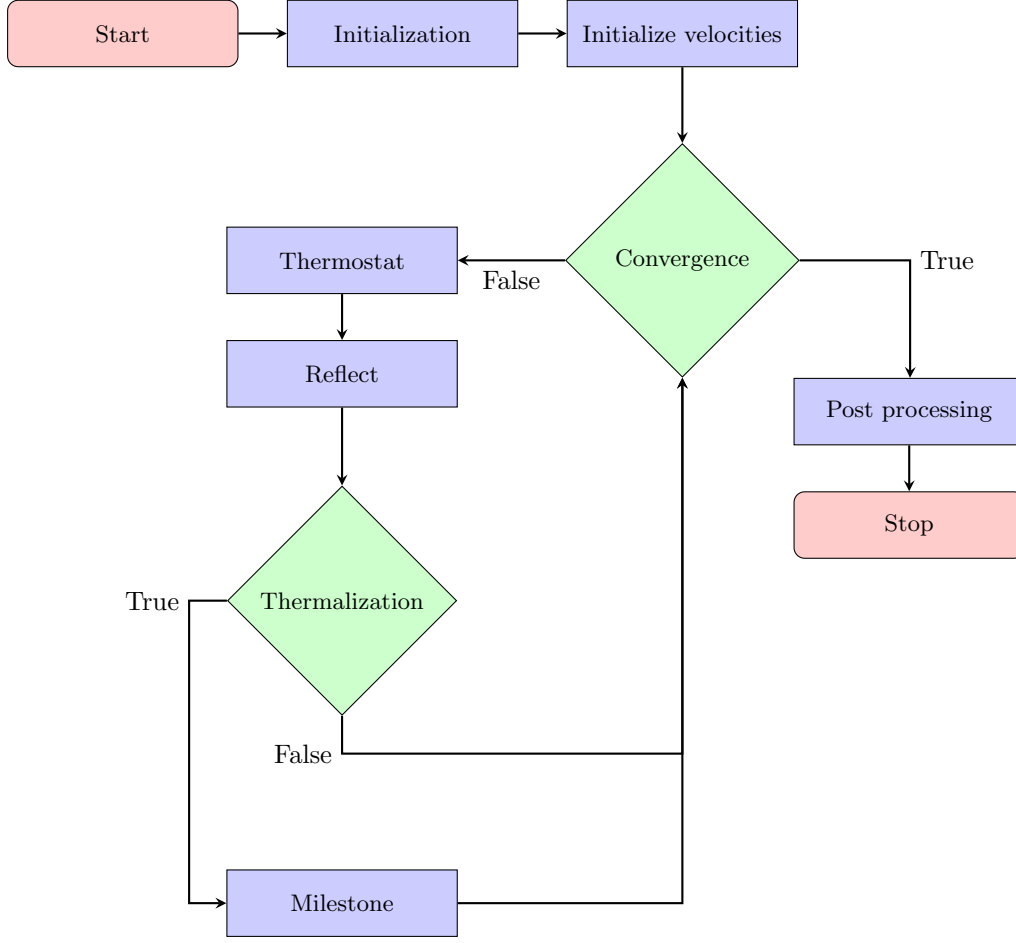 Start
Initialization
Initialize velocities
Convergence
Thermostat
False
True
Reflect
Post processing
Stop
Thermalization
True
False
Milestone